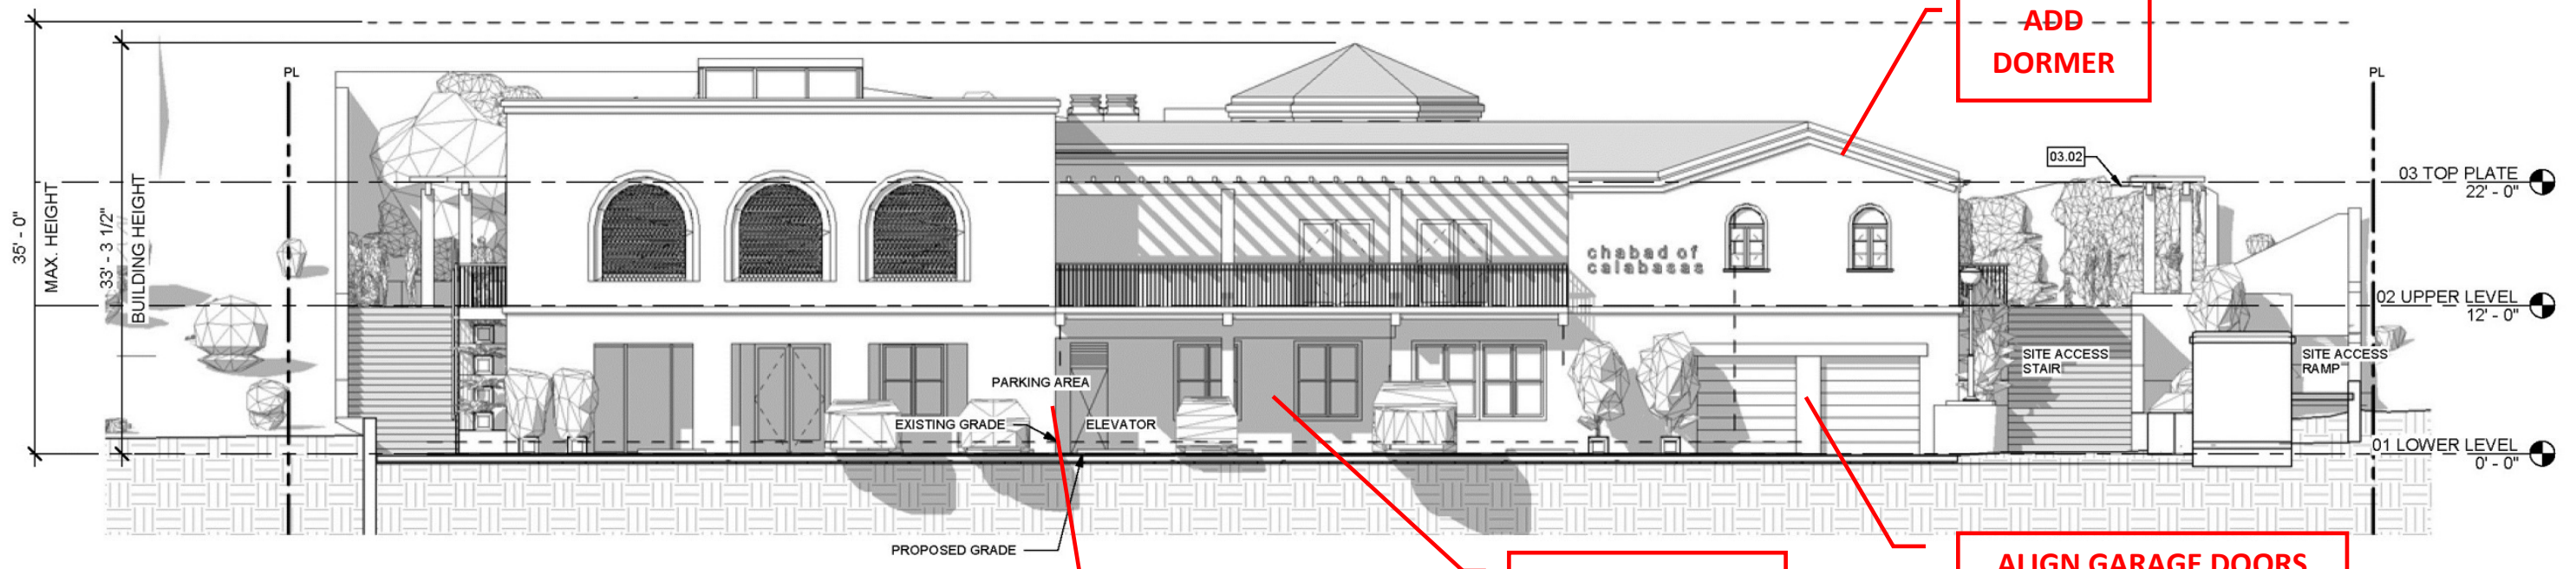 ADD
DORMER
PL
PL
35' - 0"
MAX. HEIGHT
33' - 3 1/2"
BUILDING HEIGHT
03.02
03 TOP PLATE
22' - 0"
chabad of
calabasas
02 UPPER LEVEL
12' - 0"
SITE ACCESS
STAIR
SITE ACCESS
RAMP
PARKING AREA
EXISTING GRADE
ELEVATOR
01 LOWER LEVEL
0' - 0"
PROPOSED GRADE
ALIGN GARAGE DOORS